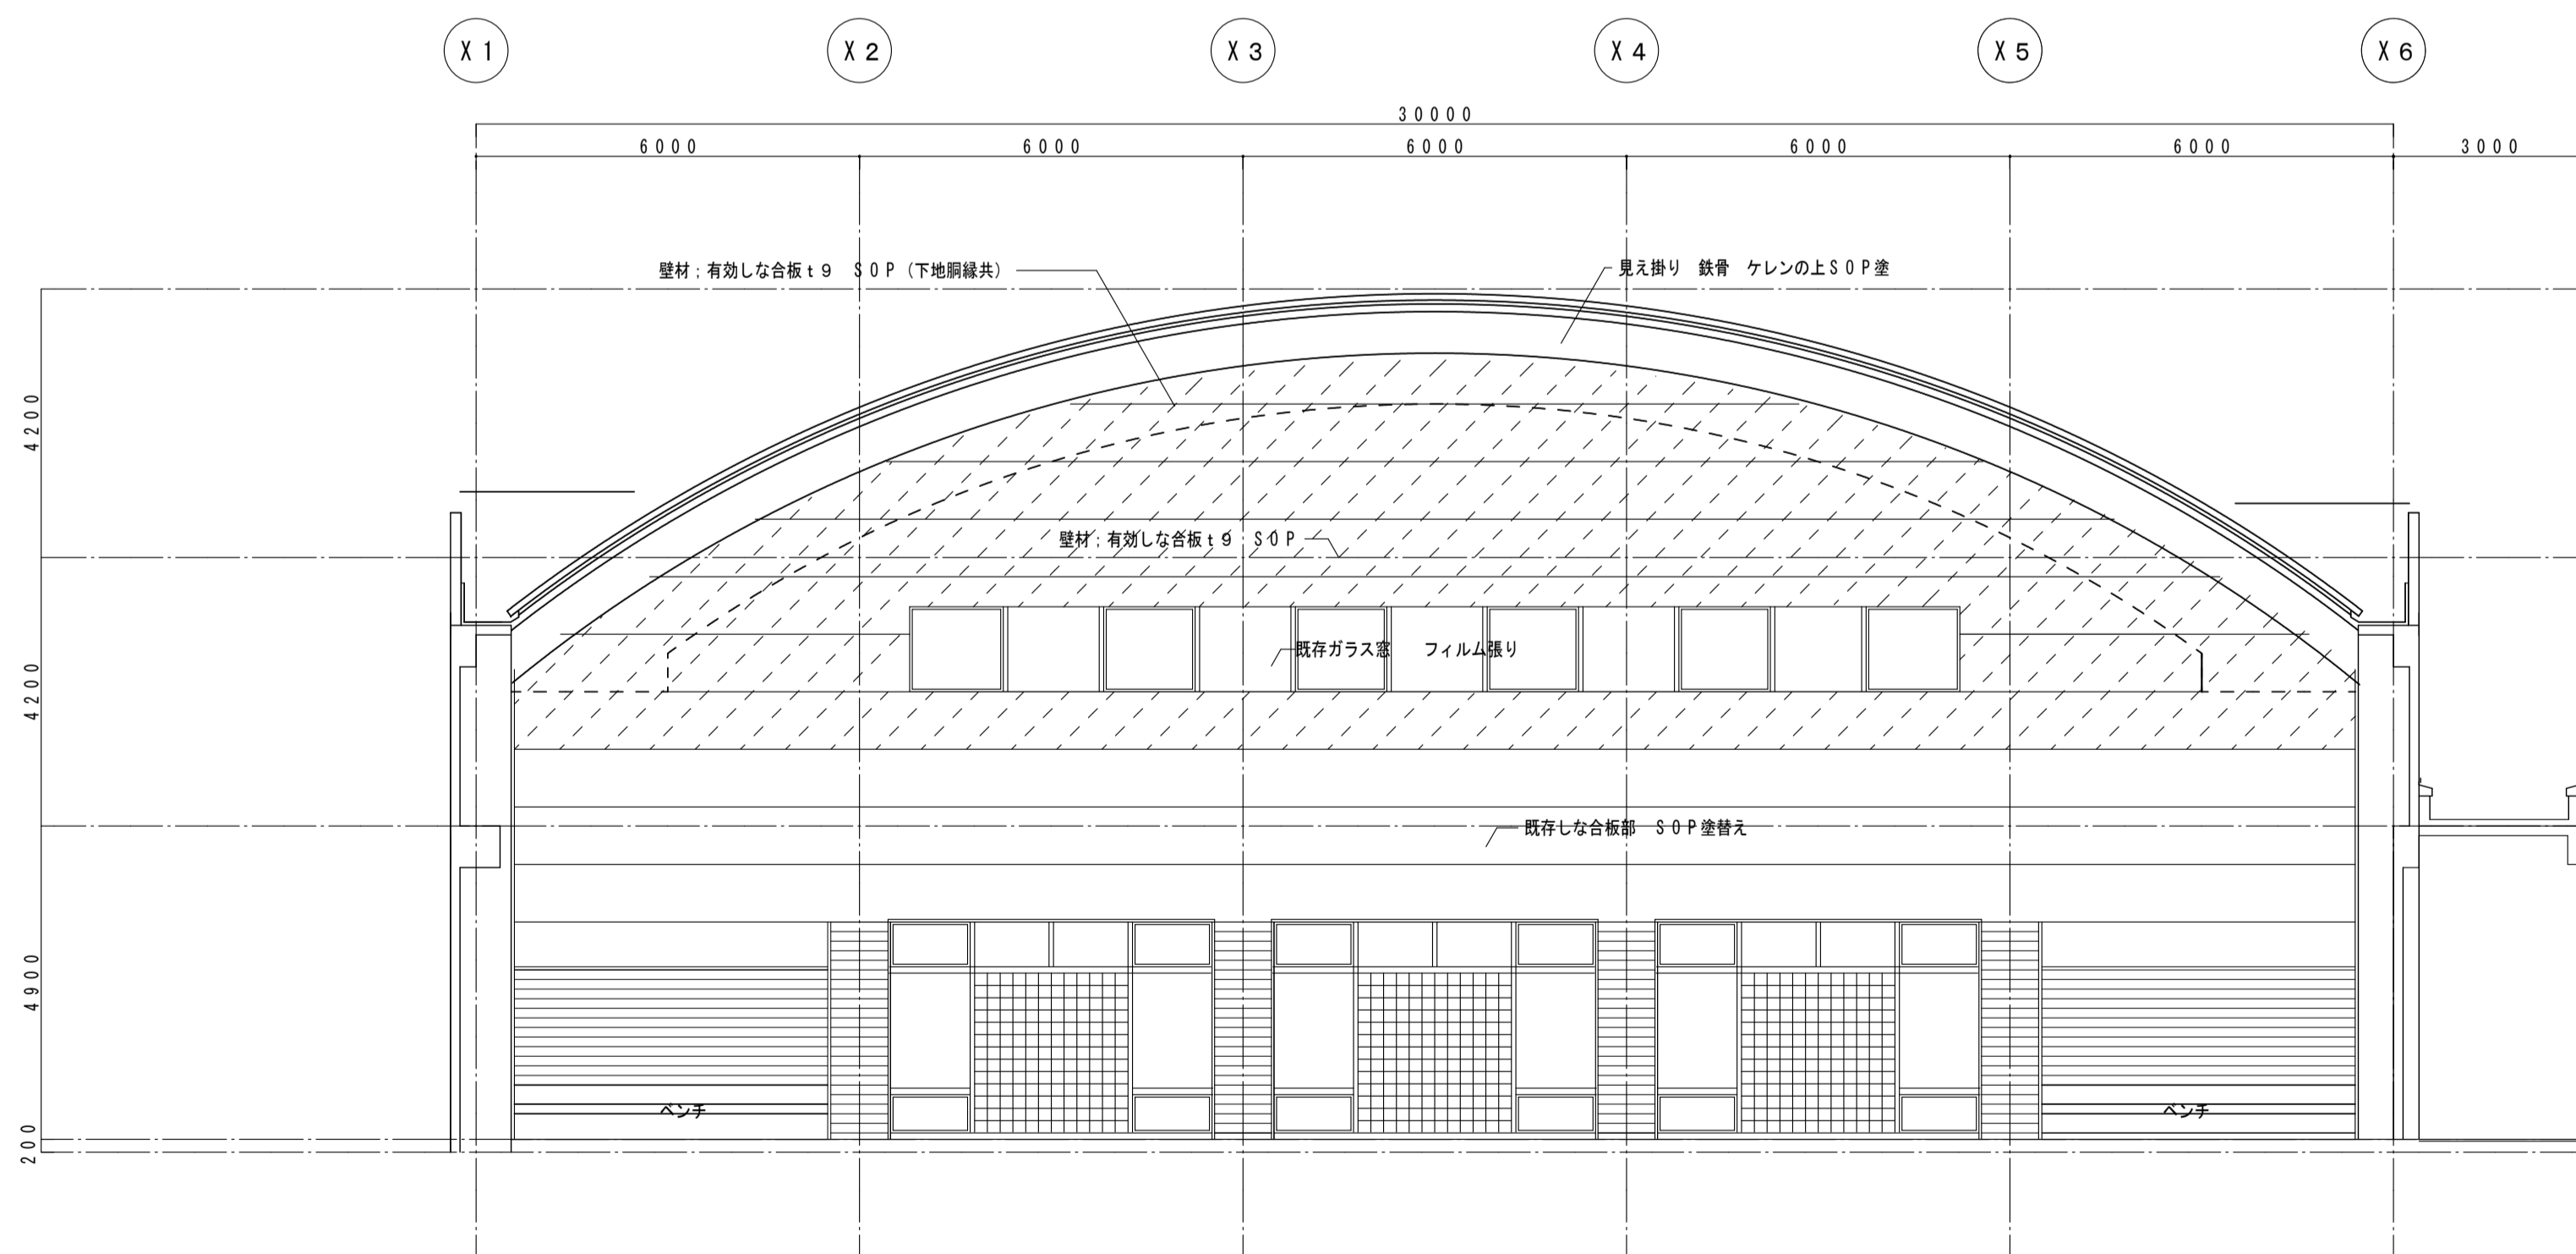 X1 X2 X3 X4 X5 X6
30000
6000 6000 6000 6000 6000 3000
壁材；有効しな合板t9　SOP（下地胴縁共）
見え掛り　鉄骨　ケレンの上SOP塗
4200
壁材；有効しな合板t9　SOP
既存ガラス窓　　フィルム張り
4200
既存しな合板部　SOP塗替え
4900
ベンチ ベンチ
200